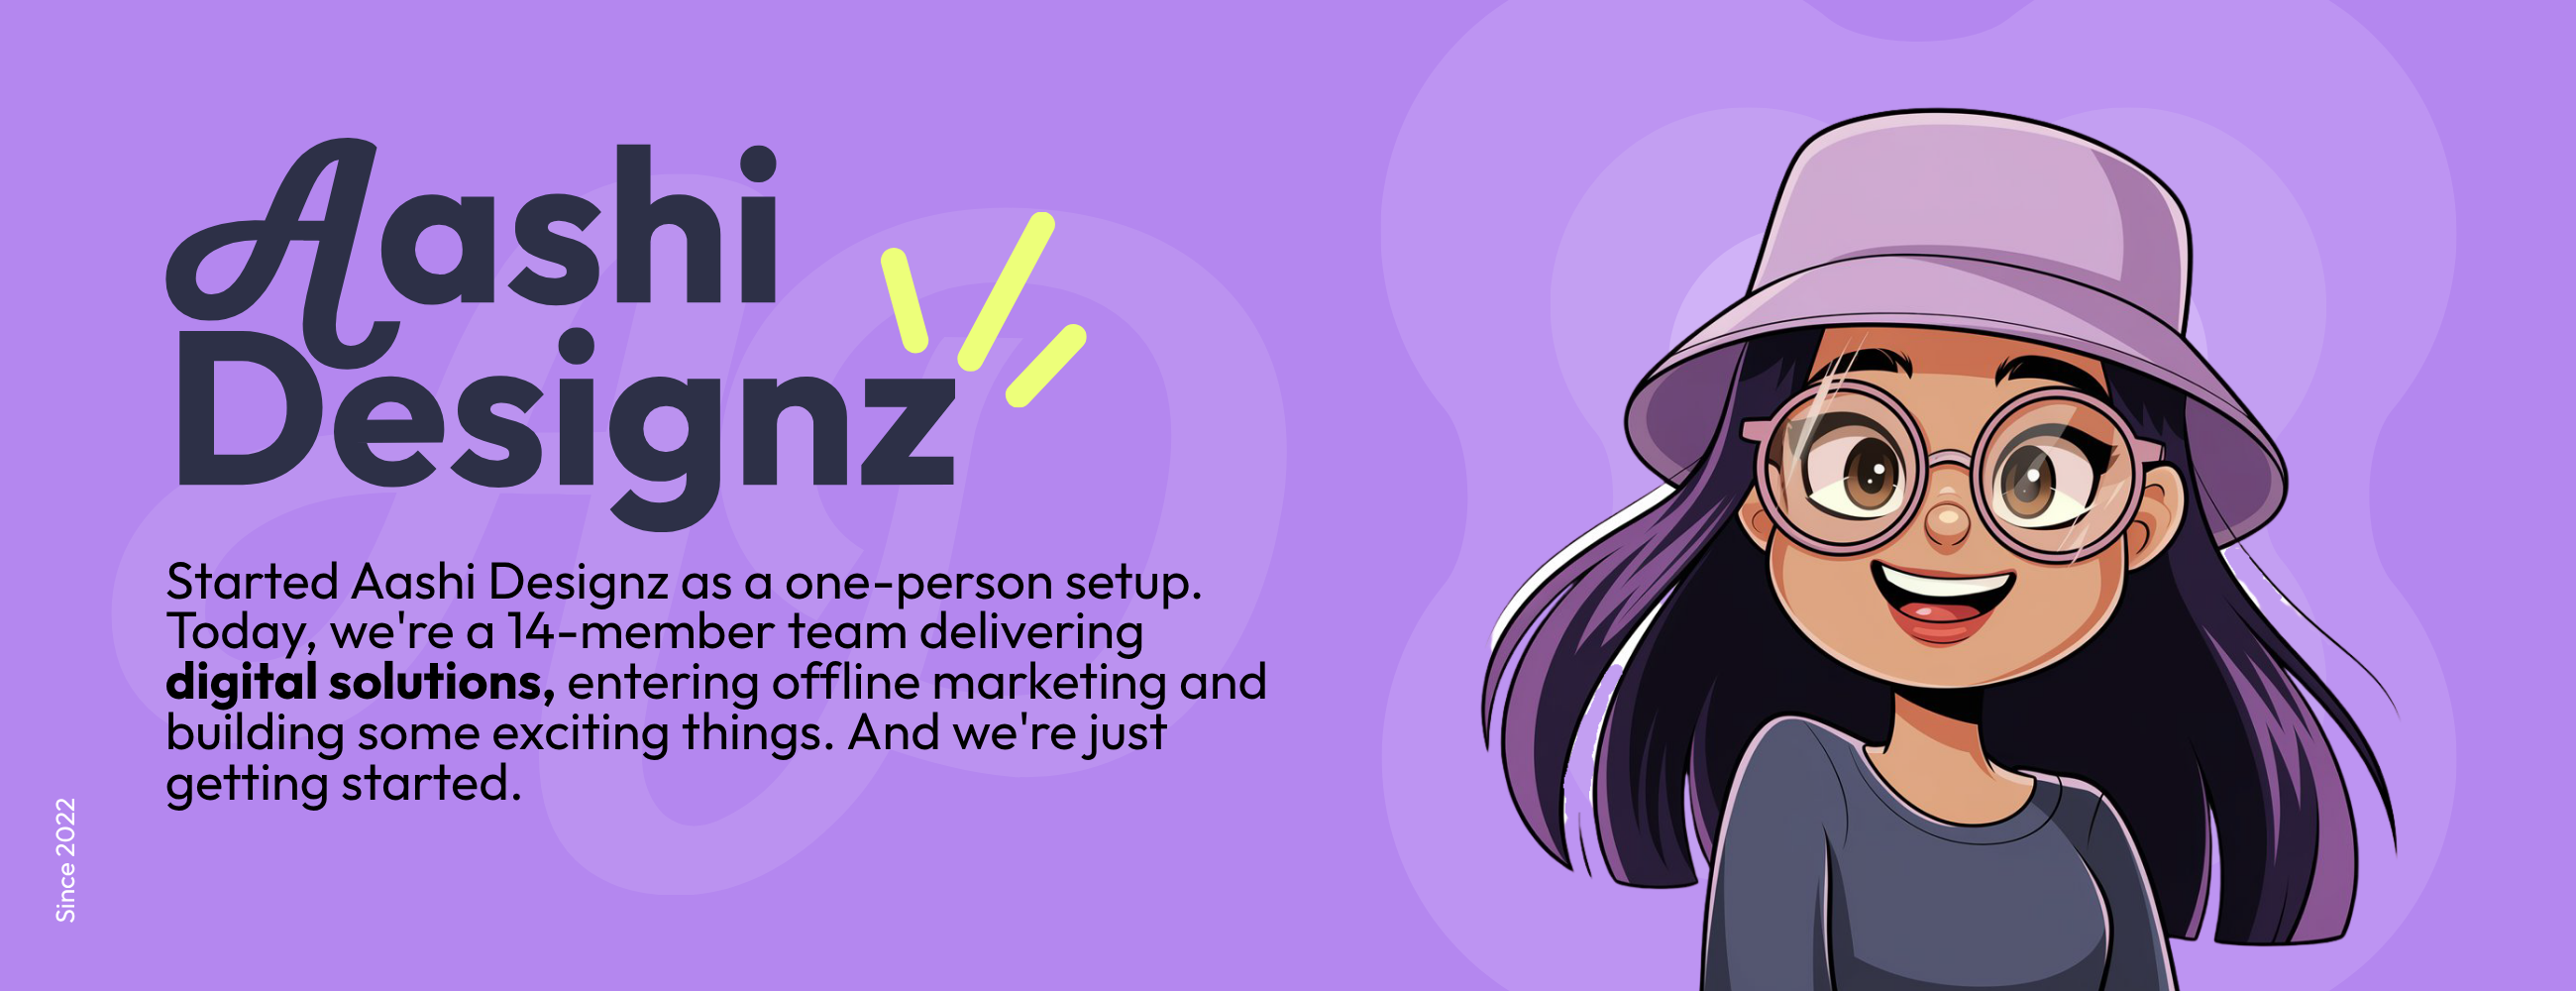 Aashi
Designz
Started Aashi Designz as a one-person setup.
Today, we're a 14-member team delivering
digital solutions, entering offline marketing and
building some exciting things. And we're just
getting started.
Since 2022